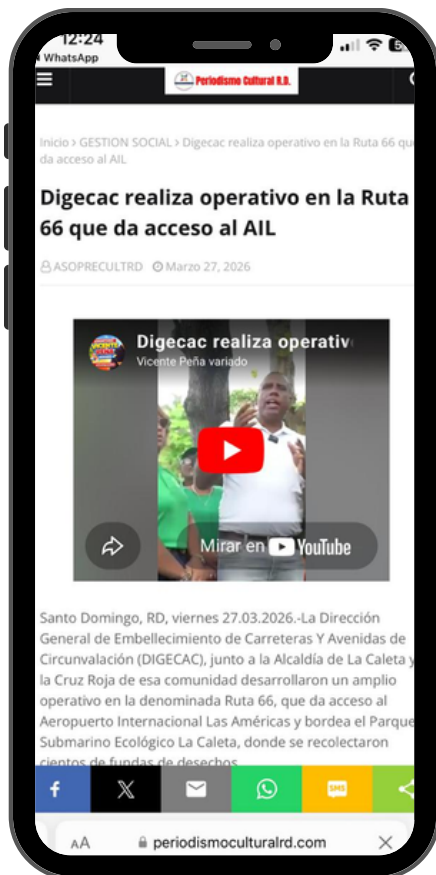 12:24
WhatsApp
Periodismo Cultural R.D.
Inicio > GESTION SOCIAL > Digecac realiza operativo en la Ruta 66 que
da acceso al AIL
Digecac realiza operativo en la Ruta
66 que da acceso al AIL
ASOPRECULTRD Marzo 27, 2026
Digecac realiza operativ
Vicente Peña variado
Mirar en YouTube
Santo Domingo, RD, viernes 27.03.2026.-La Dirección
General de Embellecimiento de Carreteras Y Avenidas de
Circunvalación (DIGECAC), junto a la Alcaldía de La Caleta y
la Cruz Roja de esa comunidad desarrollaron un amplio
operativo en la denominada Ruta 66, que da acceso al
Aeropuerto Internacional Las Américas y bordea el Parque
Submarino Ecológico La Caleta, donde se recolectaron
cientos de fundas de desechos
SMS
AA periodismoculturalrd.com